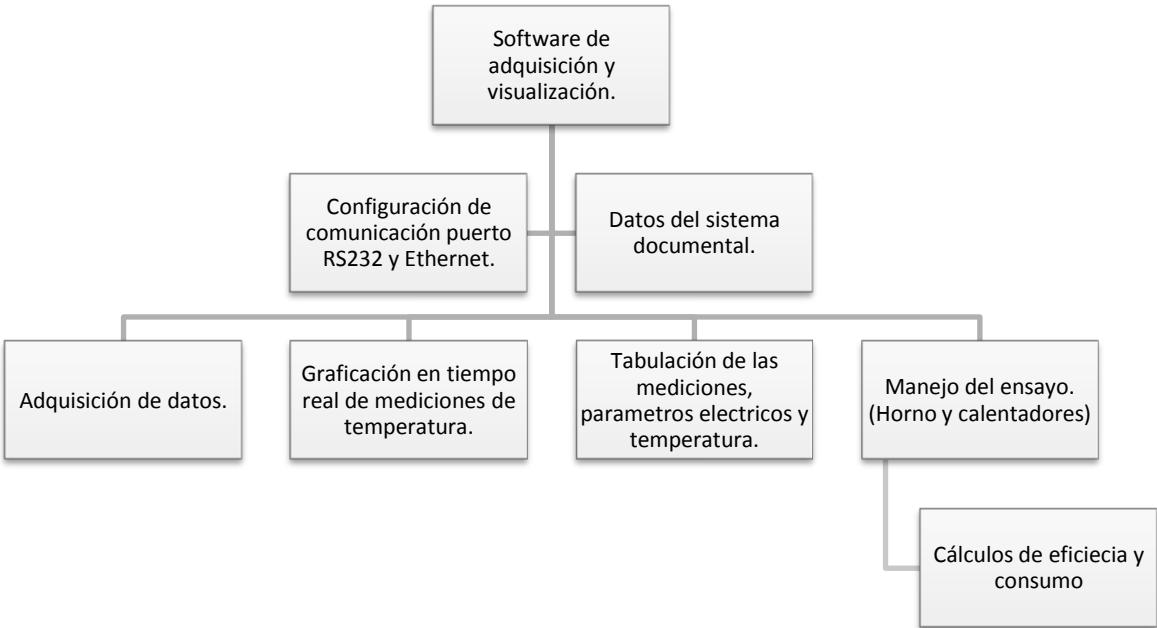 Software de
adquisición y
visualización.
Configuración de
comunicación puerto
RS232 y Ethernet.
Datos del sistema
documental.
Adquisición de datos.
Graficación en tiempo
real de mediciones de
temperatura.
Tabulación de las
mediciones,
parametros electricos y
temperatura.
Manejo del ensayo.
(Horno y calentadores)
Cálculos de eficiecia y
consumo